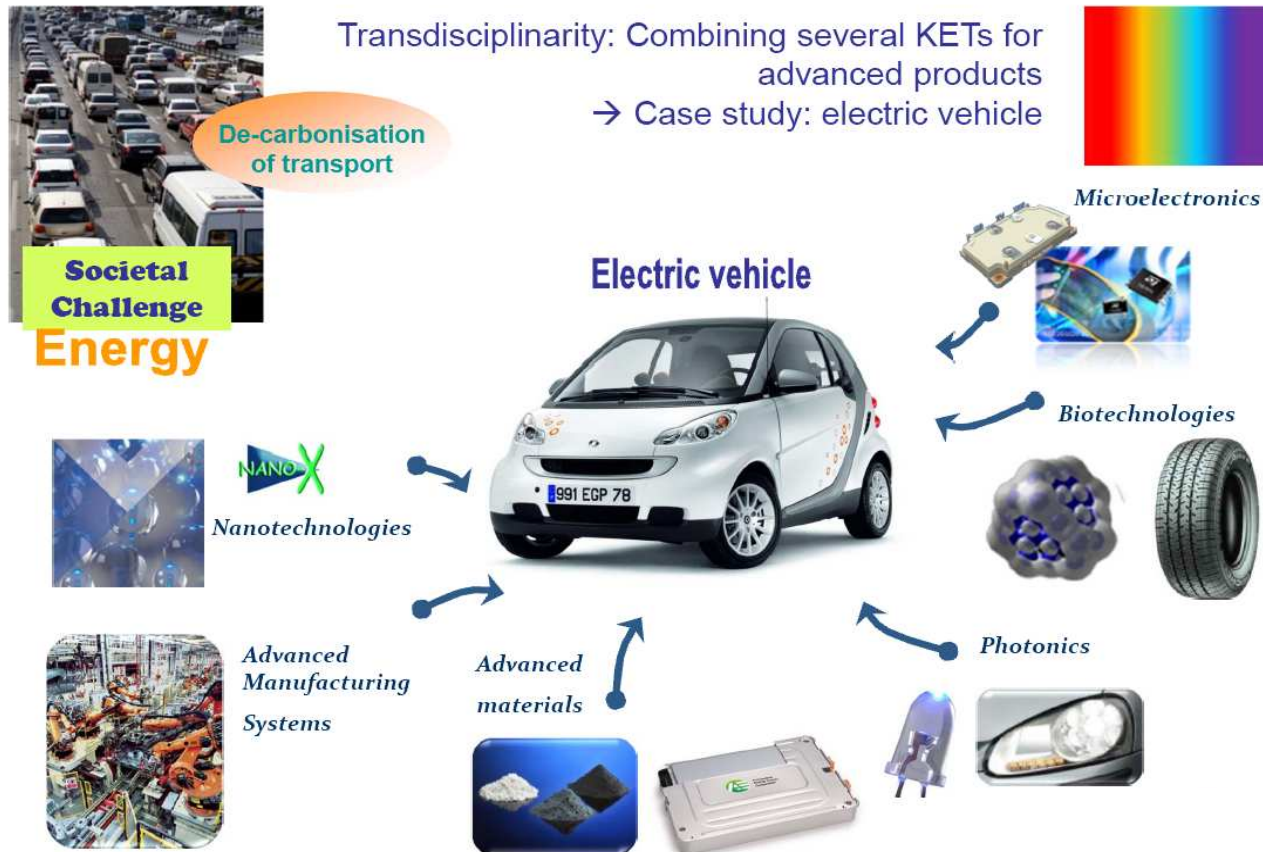 Transdisciplinarity: Combining several KETs for
advanced products
→ Case study: electric vehicle
De-carbonisation
of transport
Societal
Challenge
Energy
Electric vehicle
991 EGP 78
Microelectronics
Biotechnologies
NANO X
Nanotechnologies
Advanced
Manufacturing
Systems
Advanced
materials
Photonics